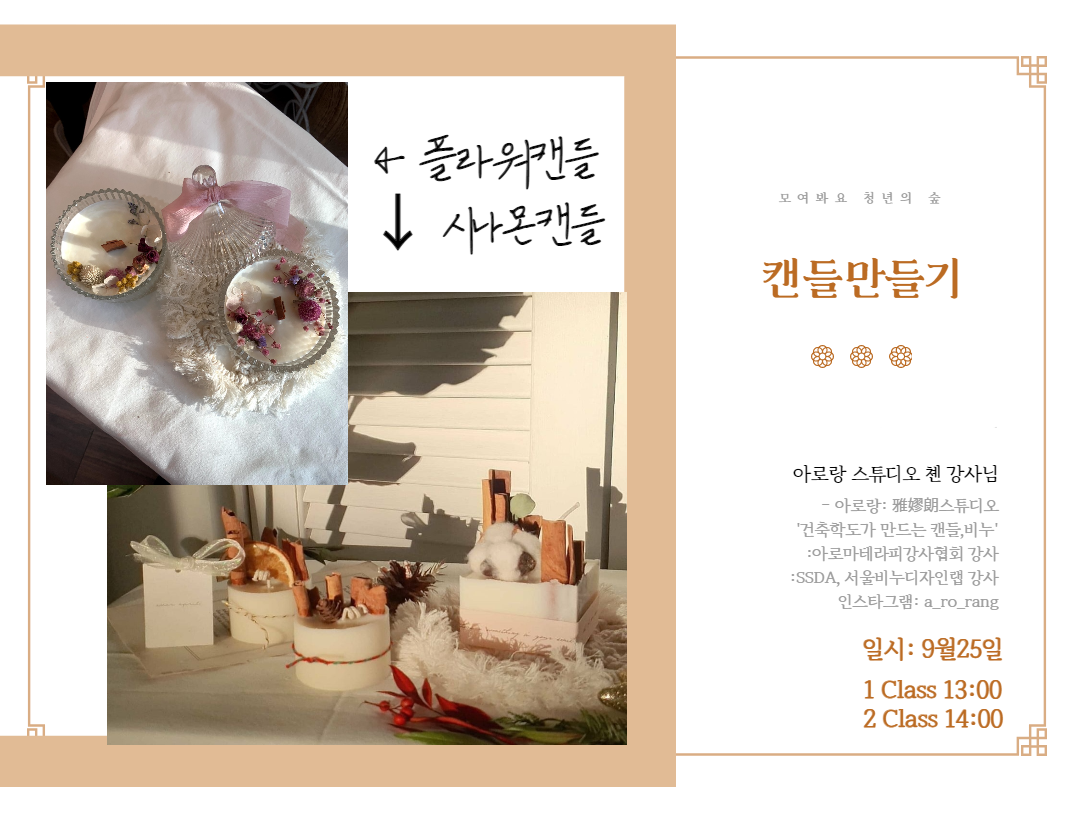 ← 플라워캔들
↓ 시나몬캔들
모여봐요 청년의 숲
캔들만들기
아로랑 스튜디오 첸 강사님
- 아로랑: 雅嫪朗스튜디오
'건축학도가 만드는 캔들,비누'
:아로마테라피강사협회 강사
:SSDA, 서울비누디자인랩 강사
인스타그램: a_ro_rang
일시: 9월25일
1 Class 13:00
2 Class 14:00